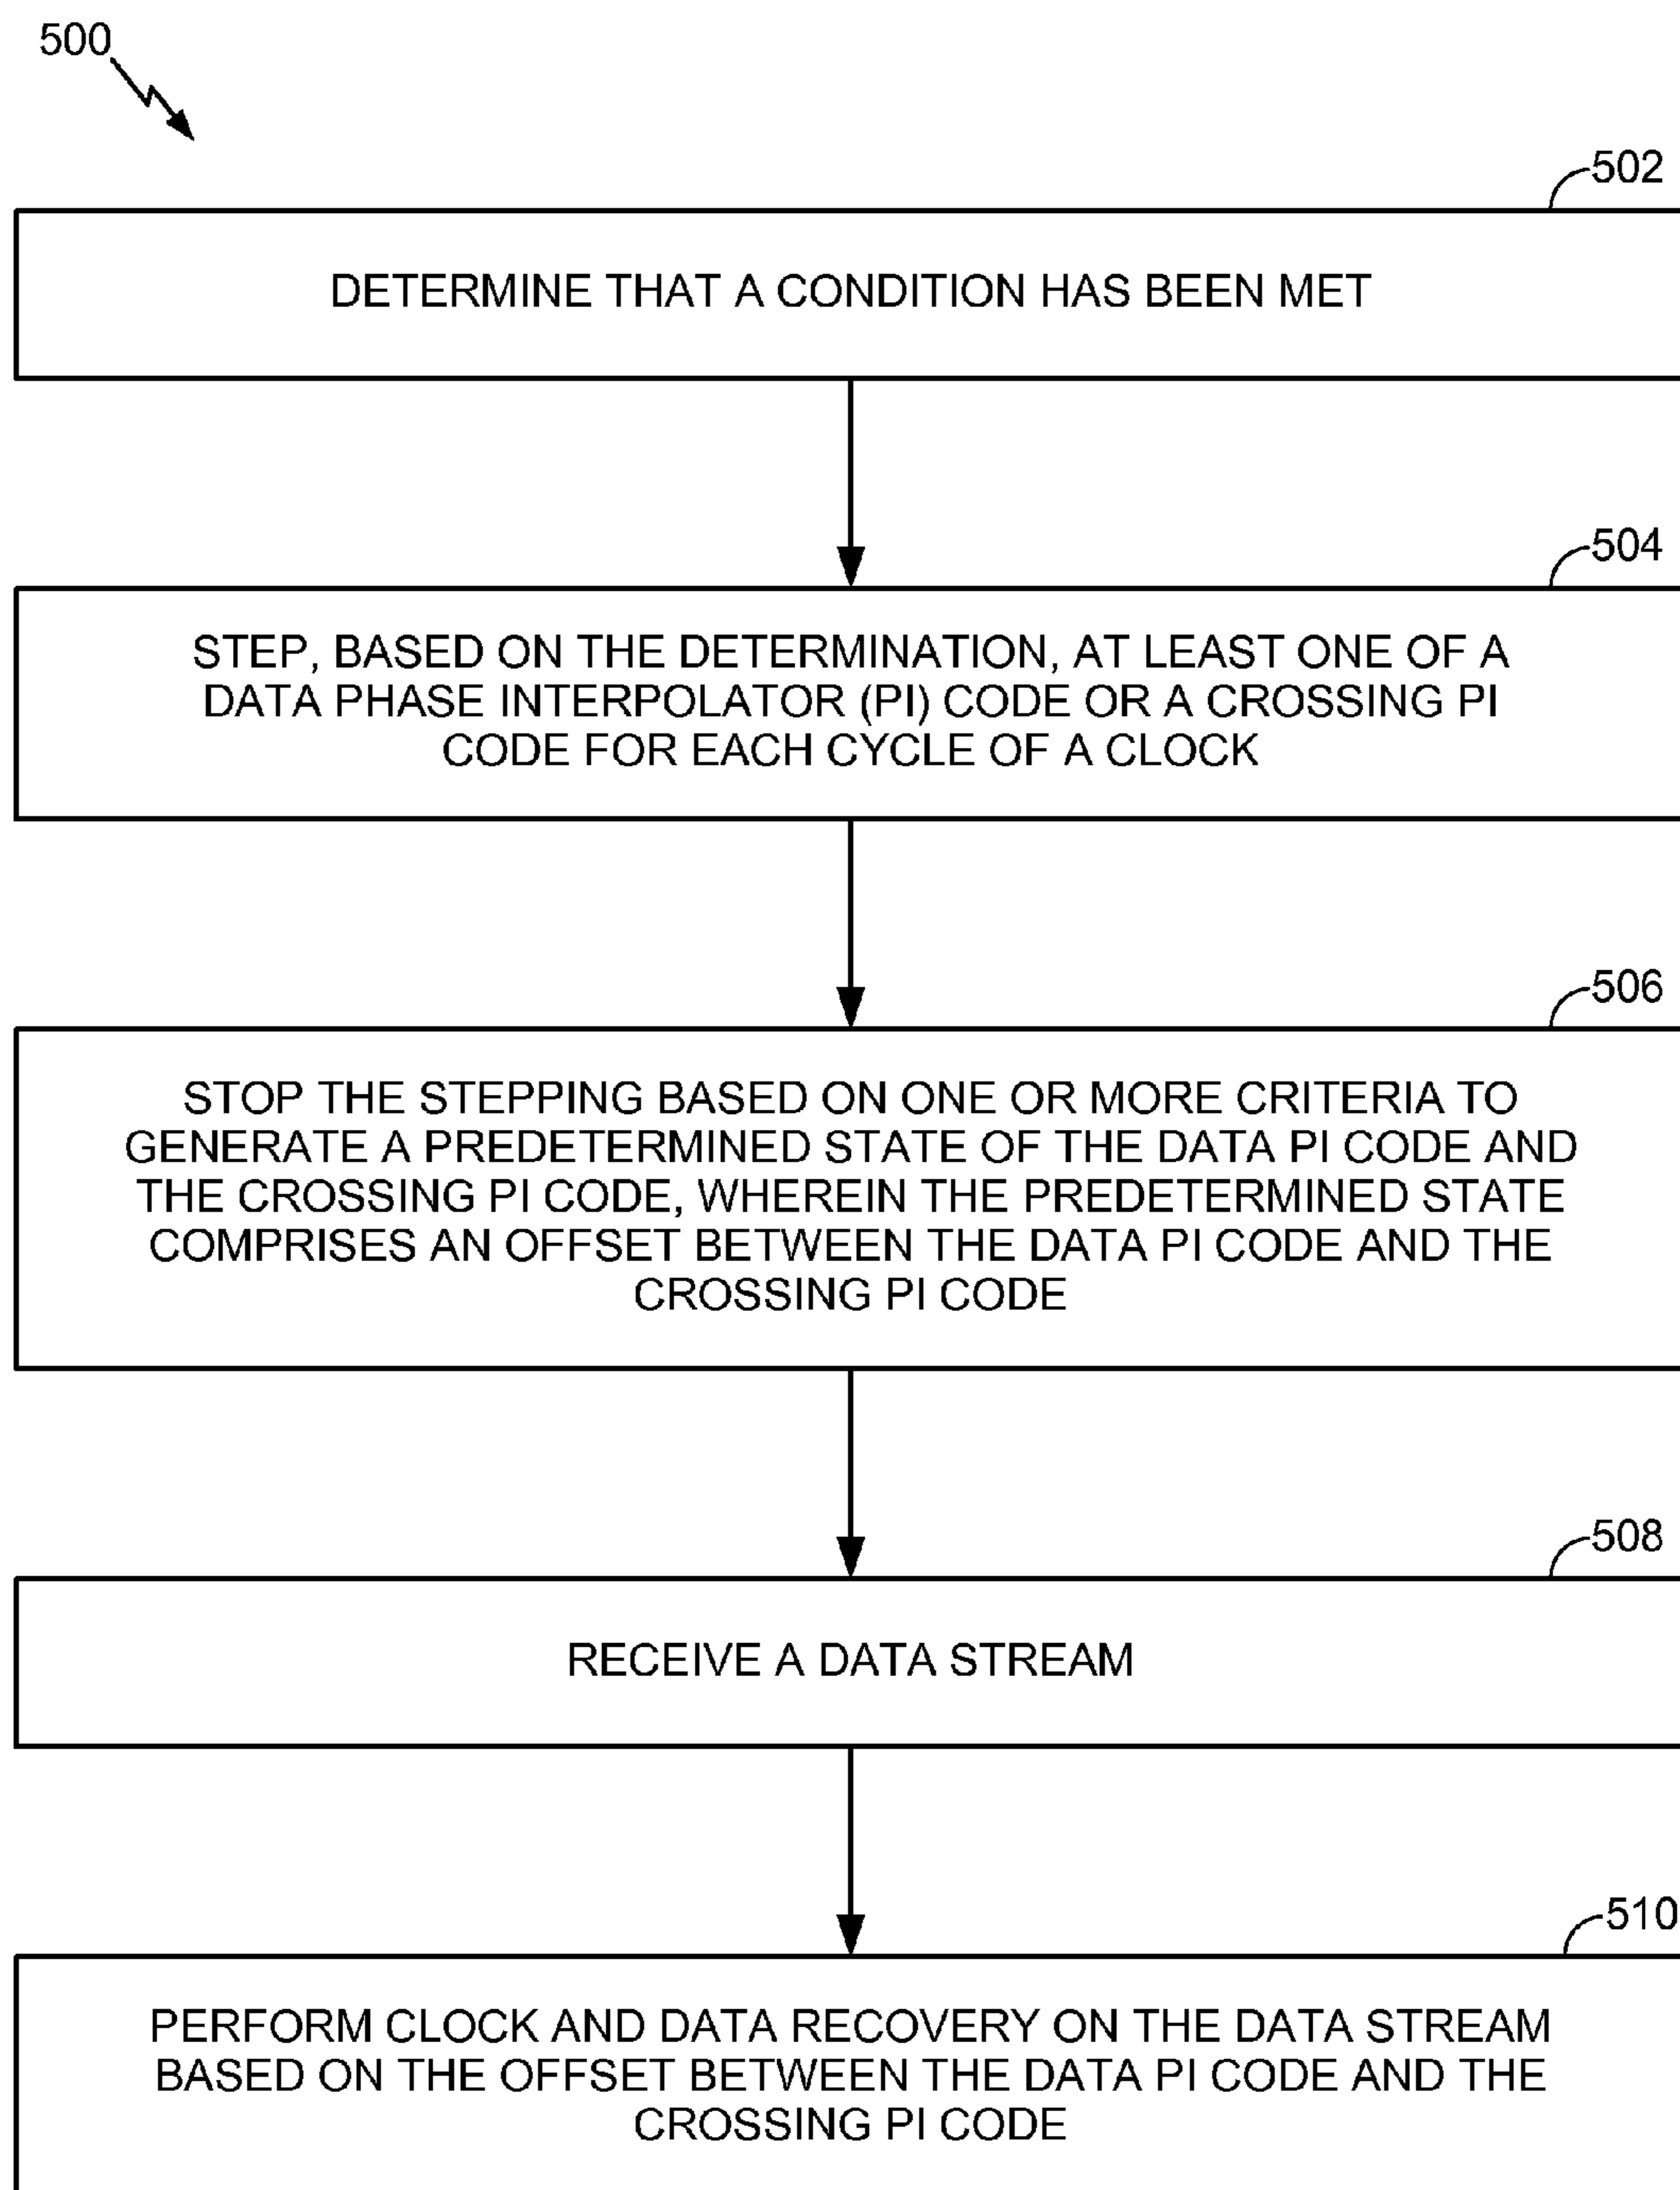 500
502
DETERMINE THAT A CONDITION HAS BEEN MET
504
STEP, BASED ON THE DETERMINATION, AT LEAST ONE OF A
DATA PHASE INTERPOLATOR (PI) CODE OR A CROSSING PI
CODE FOR EACH CYCLE OF A CLOCK
506
STOP THE STEPPING BASED ON ONE OR MORE CRITERIA TO
GENERATE A PREDETERMINED STATE OF THE DATA PI CODE AND
THE CROSSING PI CODE, WHEREIN THE PREDETERMINED STATE
COMPRISES AN OFFSET BETWEEN THE DATA PI CODE AND THE
CROSSING PI CODE
508
RECEIVE A DATA STREAM
510
PERFORM CLOCK AND DATA RECOVERY ON THE DATA STREAM
BASED ON THE OFFSET BETWEEN THE DATA PI CODE AND THE
CROSSING PI CODE